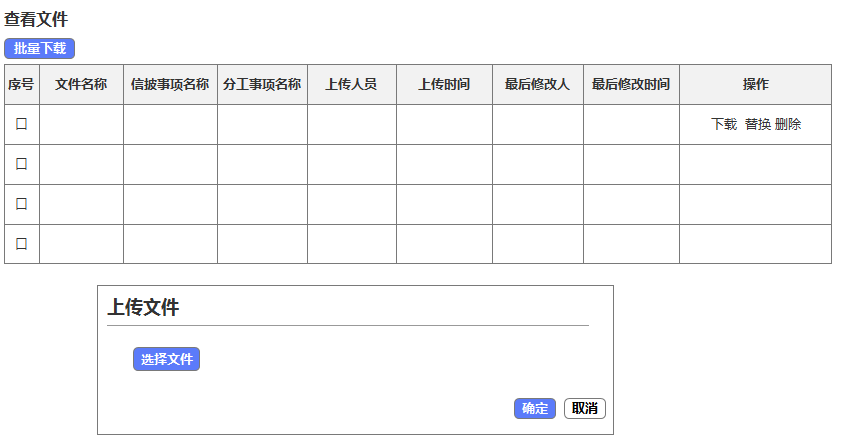 查看文件
批量下载
序号 文件名称 信披事项名称 分工事项名称 上传人员 上传时间 最后修改人 最后修改时间 操作
下载 替换 删除
上传文件
选择文件
确定 取消